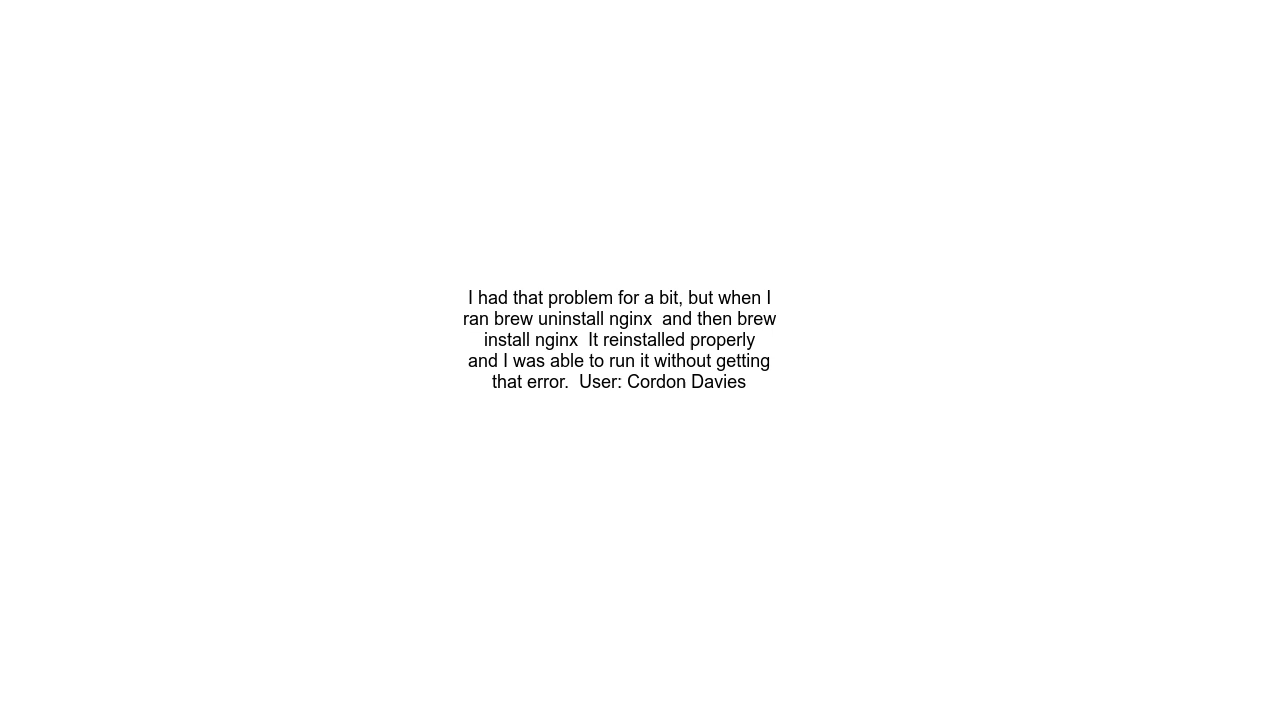 I had that problem for a bit, but when I
ran brew uninstall nginx  and then brew
install nginx  It reinstalled properly
and I was able to run it without getting
that error.  User: Cordon Davies